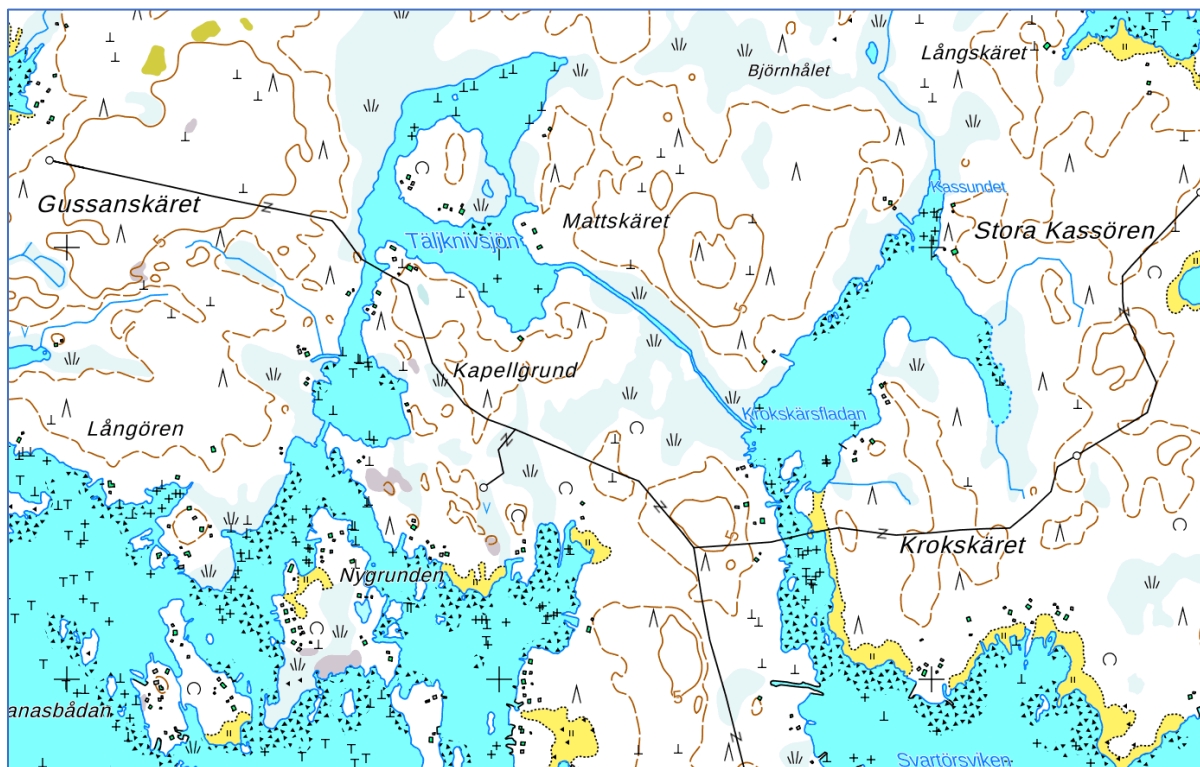 Långskäret
Björnhålet
Kassundet
Gussanskäret
Mattskäret
Stora Kassören
Täljknivsjön
Kapellgrund
Krokskärsfladan
Långören
Krokskäret
Nygrunden
anasbådan
Svartörsviken